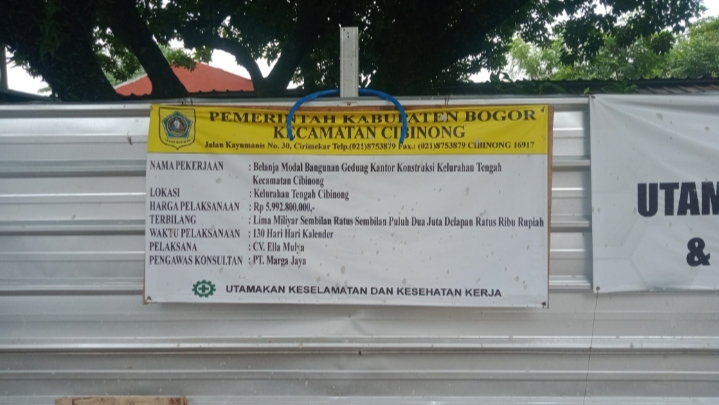 PEMERINTAH KABUPATEN BOGOR
KECAMATAN CIBINONG
Jalan Kayumanis No. 30, Cirimekar Telp.(021)8753879 Fax.: (021)8753879 CIBINONG 16917
NAMA PEKERJAAN : Belanja Modal Bangunan Geduag Kantor Konstruksi Kelurahan Tengah
Kecamatan Cibinong
LOKASI : Kelurahan Tengah Cibinong
HARGA PELAKSANAAN : Rp 5.992.800.000,-
TERBILANG : Lima Miliyar Sembilan Ratus Sembilan Puluh Dua Juta Delapan Ratus Ribu Rupiah
WAKTU PELAKSANAAN : 130 Hari Hari Kalender
PELAKSANA : CV. Ella Mulya
PENGAWAS KONSULTAN : PT. Marga Jaya
UTAMAKAN KESELAMATAN DAN KESEHATAN KERJA
UTAM
&